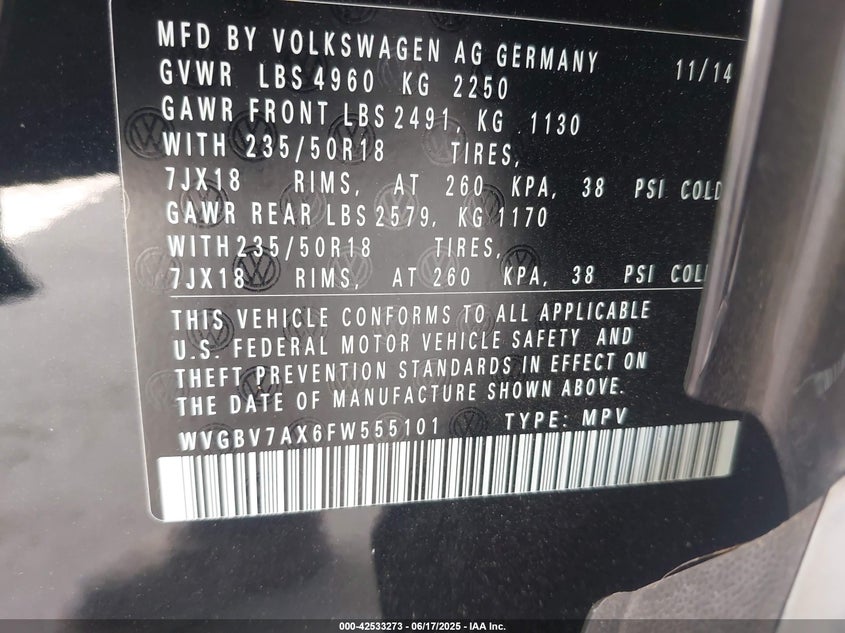 MFD BY VOLKSWAGEN AG GERMANY 11/14
GVWR LBS 4960 KG 2250
GAWR FRONT LBS 2491, KG 1130
WITH 235/50R18 TIRES,
7JX18 RIMS, AT 260 KPA, 38 PSI COLD
GAWR REAR LBS 2579, KG 1170
WITH 235/50R18 TIRES,
7JX18 RIMS, AT 260 KPA, 38 PSI COL
THIS VEHICLE CONFORMS TO ALL APPLICABLE
U.S. FEDERAL MOTOR VEHICLE SAFETY AND
THEFT PREVENTION STANDARDS IN EFFECT ON
THE DATE OF MANUFACTURE SHOWN ABOVE.
WVGBV7AX6FW555101 TYPE: MPV
000-42533273 - 06/17/2025 - IAA Inc.